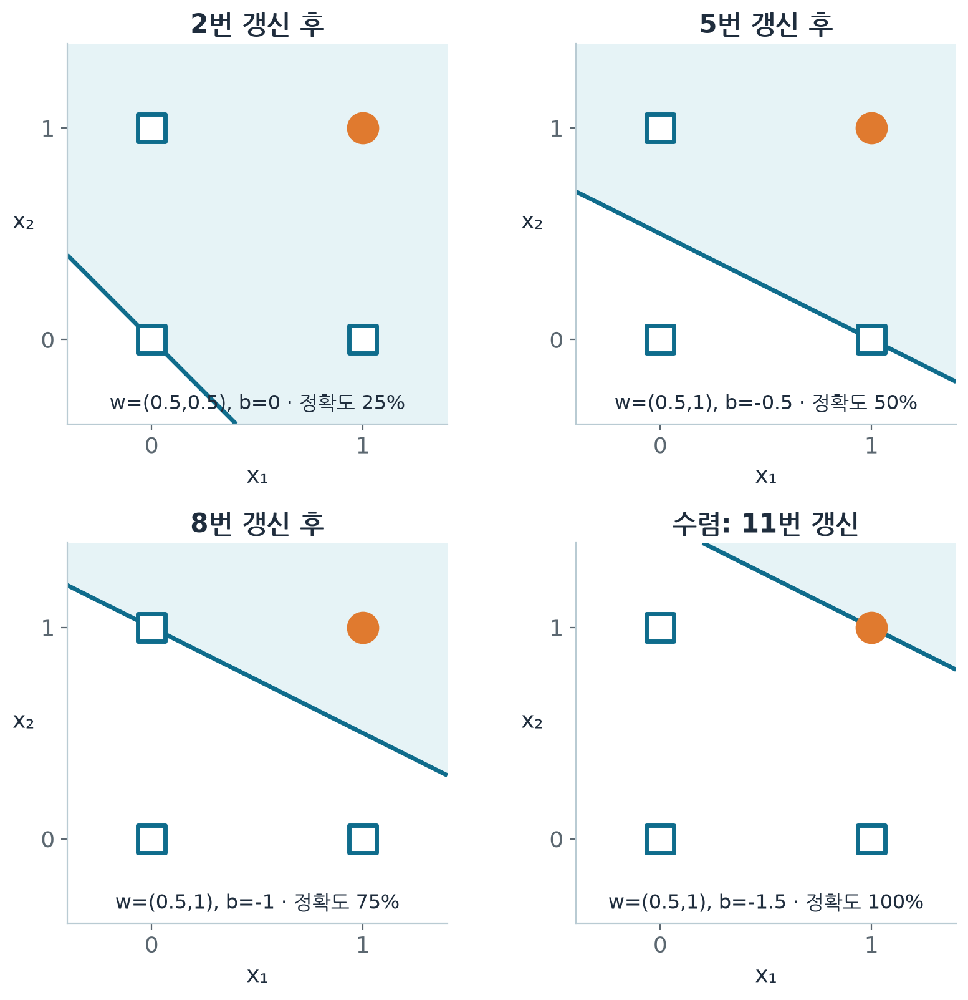 2번 갱신 후
1
x₂
0
w=(0.5,0.5), b=0 · 정확도 25%
0 1
x₁
5번 갱신 후
1
x₂
0
w=(0.5,1), b=-0.5 · 정확도 50%
0 1
x₁
8번 갱신 후
1
x₂
0
w=(0.5,1), b=-1 · 정확도 75%
0 1
x₁
수렴: 11번 갱신
1
x₂
0
w=(0.5,1), b=-1.5 · 정확도 100%
0 1
x₁